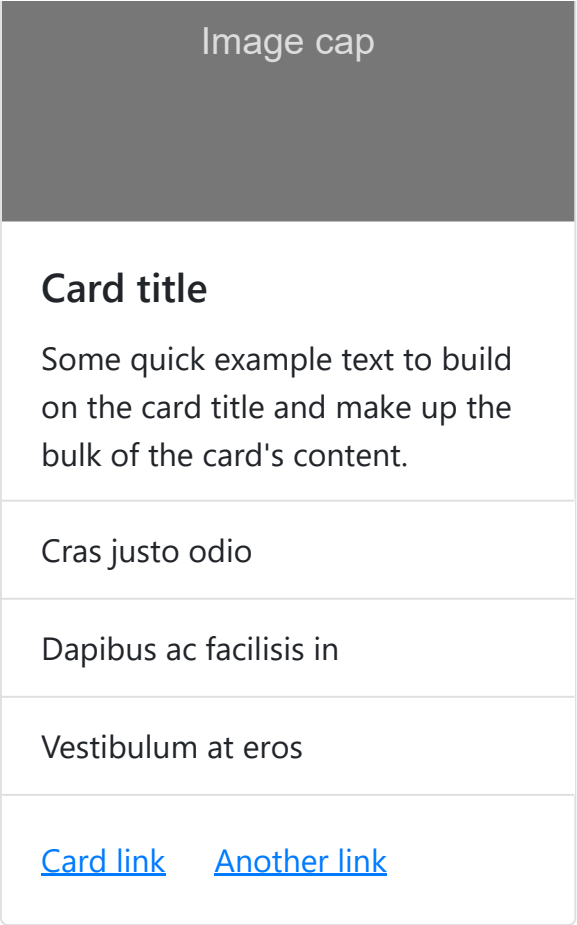 Image cap
Card title
Some quick example text to build
on the card title and make up the
bulk of the card's content.
Cras justo odio
Dapibus ac facilisis in
Vestibulum at eros
Card link Another link